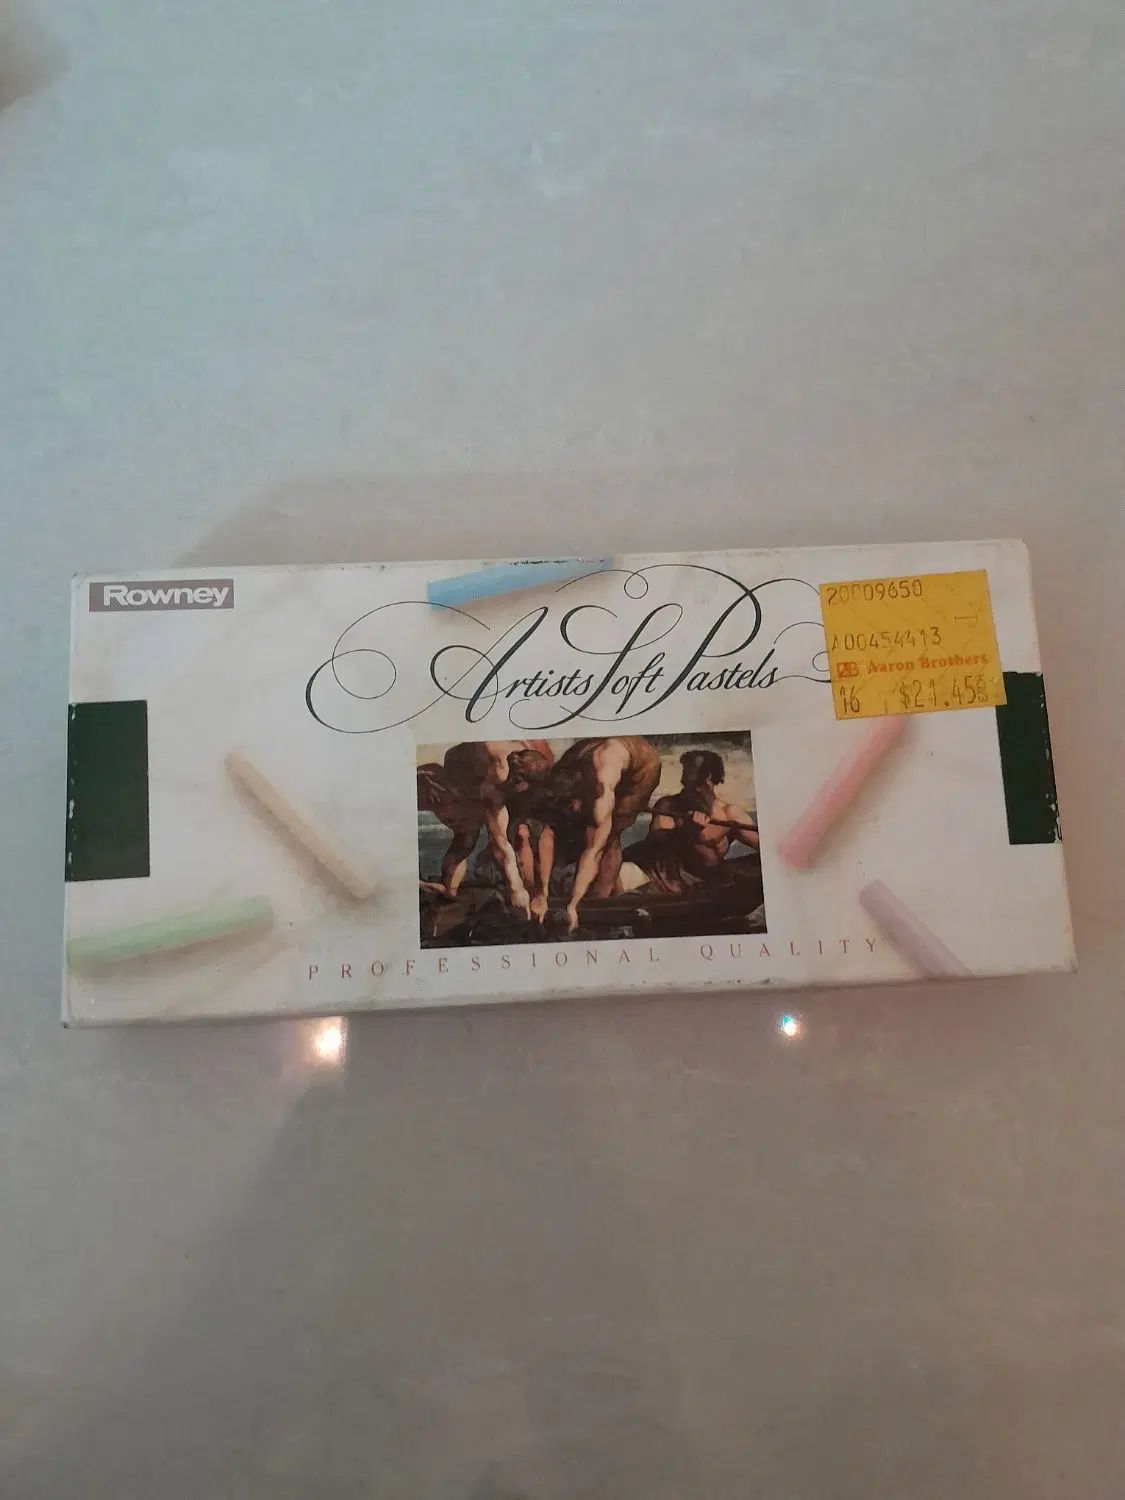 Rowney
Artists Soft Pastels
20009650
A00454413
Aaron Brothers
16 $21.45
PROFESSIONAL QUALITY